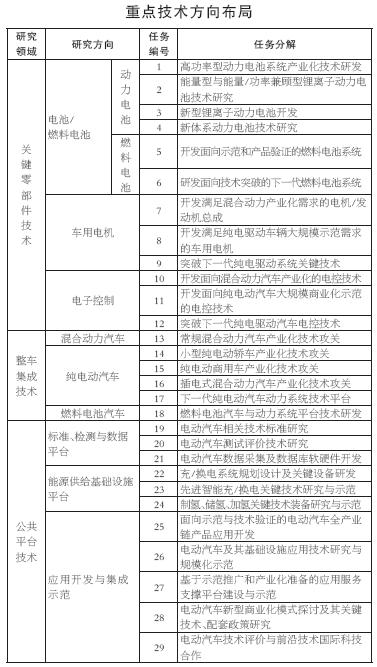 重点技术方向布局
研究领域 研究方向 任务编号 任务分解
关键零部件技术
电池/
燃料电池
动力电池
1 高功率型动力电池系统产业化技术研发
2 能量型与能量/功率兼顾型锂离子动力电
池技术研究
3 新型锂离子动力电池开发
4 新体系动力电池技术研究
燃料电池
5 开发面向示范和产品验证的燃料电池系统
6 研发面向技术突破的下一代燃料电池系统
车用电机
7 开发满足混合动力产业化需求的电机/发
动机总成
8 开发满足纯电驱动车辆大规模示范需求
的车用电机
9 突破下一代纯电驱动系统关键技术
电子控制
10 开发面向混合动力汽车产业化的电控技术
11 开发面向纯电动汽车大规模商业化示范
的电控技术
12 突破下一代纯电驱动汽车电控技术
整车
集成
技术
混合动力汽车 13 常规混合动力汽车产业化技术攻关
纯电动汽车
14 小型纯电动轿车产业化技术攻关
15 纯电动商用车产业化技术攻关
16 插电式混合动力汽车产业化攻关
17 下一代纯电动汽车动力系统技术平台
燃料电池汽车 18 燃料电池汽车与动力系统平台技术研发
公共
平台
技术
标准、检测与数据
平台
19 电动汽车相关技术标准研究
20 电动汽车测试评价技术研究
21 电动汽车数据采集及数据库软硬件开发
能源供给基础设施
平台
22 充/换电系统规划设计及关键设备研发
23 先进智能充/换电关键技术研究与示范
24 制氢、储氢、加氢关键技术装备研究与示范
应用开发与集成
示范
25 面向示范与技术验证的电动汽车全产业
链产品应用开发
26 电动汽车及其基础设施应用技术研究与
规模化示范
27 基于示范推广和产业化准备的应用服务
支撑平台建设与示范
28 电动汽车新型商业化模式探讨及其关键
技术、配套政策研究
29 电动汽车技术评价与前沿技术国际科技
合作